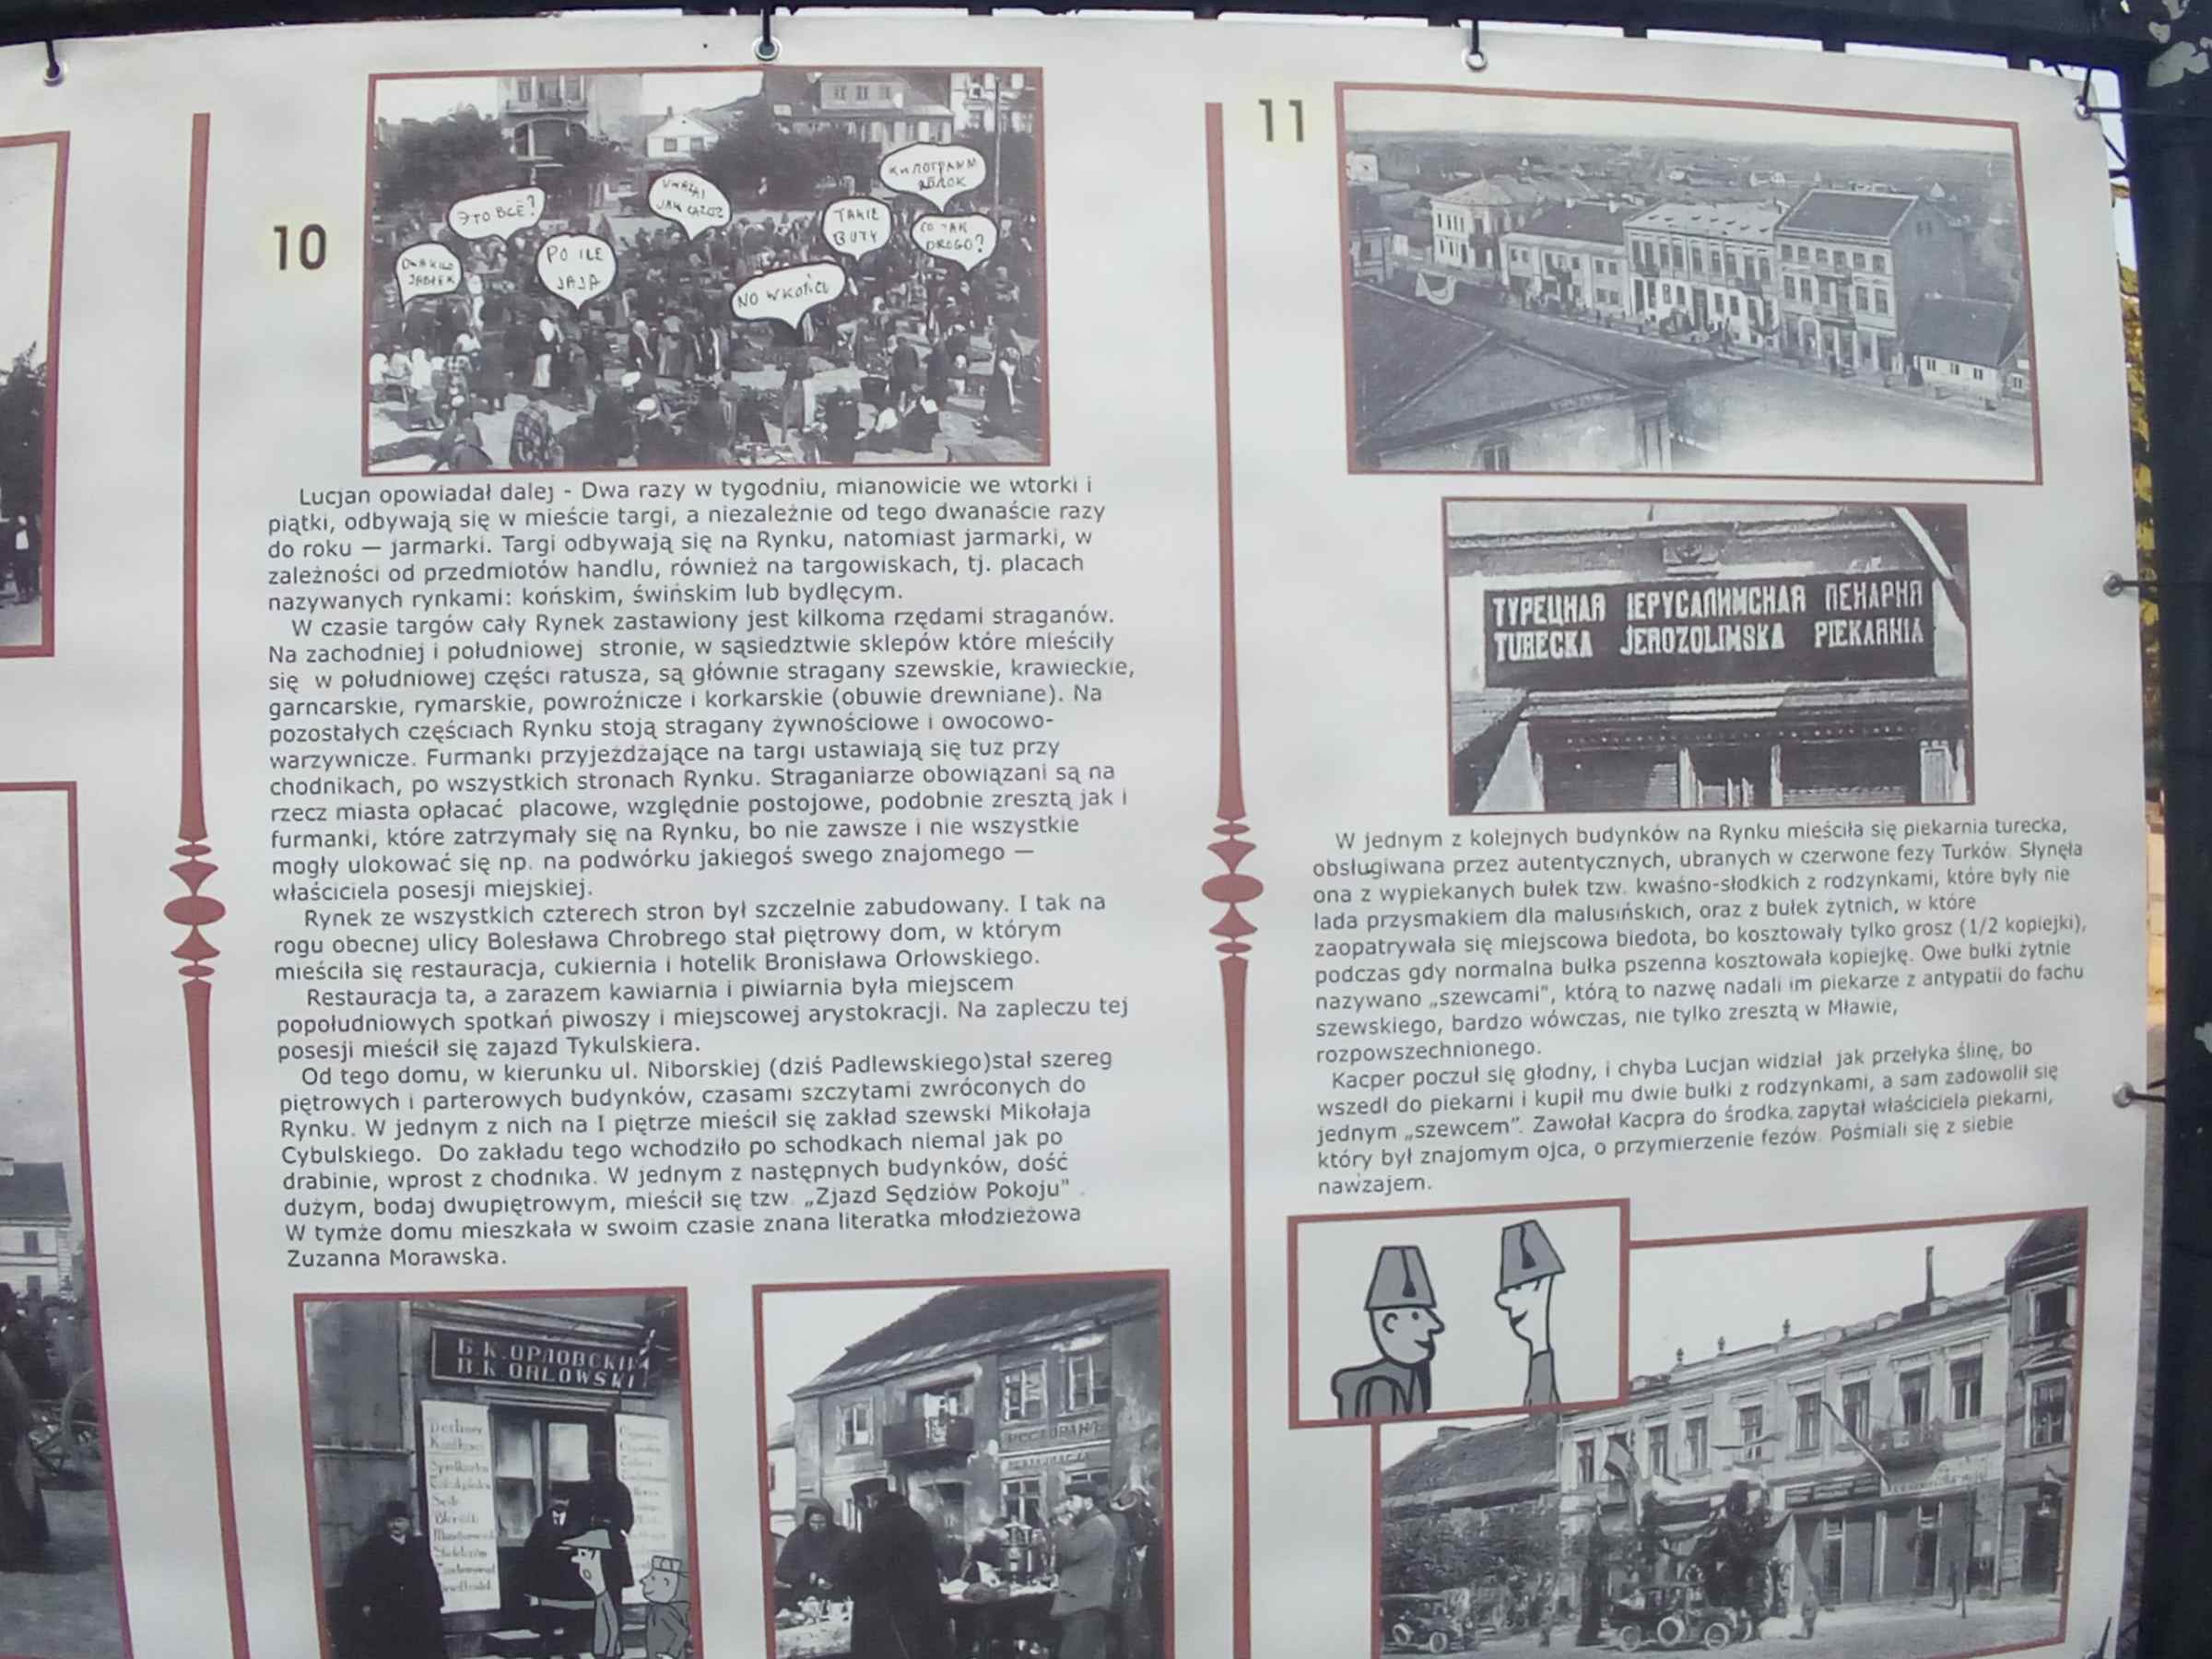 10
ЭТО ВСЁ?
PO ILE
JAJA
NO WKOŃCU
TAKIE
BUTY
КИЛОГРАММ
ЯБЛОК
CO TAK
DROGO?
Lucjan opowiadał dalej - Dwa razy w tygodniu, mianowicie we wtorki i
piątki, odbywają się w mieście targi, a niezależnie od tego dwanaście razy
do roku — jarmarki. Targi odbywają się na Rynku, natomiast jarmarki, w
zależności od przedmiotów handlu, również na targowiskach, tj. placach
nazywanych rynkami: końskim, świńskim lub bydlęcym.
W czasie targów cały Rynek zastawiony jest kilkoma rzędami straganów.
Na zachodniej i południowej stronie, w sąsiedztwie sklepów które mieściły
się w południowej części ratusza, są głównie stragany szewskie, krawieckie,
garncarskie, rymarskie, powroźnicze i korkarskie (obuwie drewniane). Na
pozostałych częściach Rynku stoją stragany żywnościowe i owocowo-
warzywnicze. Furmanki przyjeżdżające na targi ustawiają się tuż przy
chodnikach, po wszystkich stronach Rynku. Straganiarze obowiązani są na
rzecz miasta opłacać placowe, względnie postojowe, podobnie zresztą jak i
furmanki, które zatrzymały się na Rynku, bo nie zawsze i nie wszystkie
mogły ulokować się np. na podwórku jakiegoś swego znajomego —
właściciela posesji miejskiej.
Rynek ze wszystkich czterech stron był szczelnie zabudowany. I tak na
rogu obecnej ulicy Bolesława Chrobrego stał piętrowy dom, w którym
mieściła się restauracja, cukiernia i hotelik Bronisława Orłowskiego.
Restauracja ta, a zarazem kawiarnia i piwiarnia była miejscem
popołudniowych spotkań piwoszy i miejscowej arystokracji. Na zapleczu tej
posesji mieścił się zajazd Tykulskiera.
Od tego domu, w kierunku ul. Niborskiej (dziś Padlewskiego)stał szereg
piętrowych i parterowych budynków, czasami szczytami zwróconych do
Rynku. W jednym z nich na I piętrze mieścił się zakład szewski Mikołaja
Cybulskiego. Do zakładu tego wchodziło po schodkach niemal jak po
drabinie, wprost z chodnika. W jednym z następnych budynków, dość
dużym, bodaj dwupiętrowym, mieścił się tzw. „Zjazd Sędziów Pokoju"
W tymże domu mieszkała w swoim czasie znana literatka młodzieżowa
Zuzanna Morawska.
Б.К.ОРЛОВСКІЙ
B.K ORŁOWSKI
11
ТУРЕЦКАЯ ІЕРУСАЛИМСКАЯ ПЕКАРНЯ
TURECKA JEROZOLIMSKA PIEKARNIA
W jednym z kolejnych budynków na Rynku mieściła się piekarnia turecka,
obsługiwana przez autentycznych, ubranych w czerwone fezy Turków. Słynęła
ona z wypiekanych bułek tzw. kwaśno-słodkich z rodzynkami, które były nie
lada przysmakiem dla malusińskich, oraz z bułek żytnich, w które
zaopatrywała się miejscowa biedota, bo kosztowały tylko grosz (1/2 kopiejki),
podczas gdy normalna bułka pszenna kosztowała kopiejkę. Owe bułki żytnie
nazywano „szewcami", którą to nazwę nadali im piekarze z antypatii do fachu
szewskiego, bardzo wówczas, nie tylko zresztą w Mławie,
rozpowszechnionego.
Kacper poczuł się głodny, i chyba Lucjan widział jak przełyka ślinę, bo
wszedł do piekarni i kupił mu dwie bułki z rodzynkami, a sam zadowolił się
jednym „szewcem". Zawołał Kacpra do środka, zapytał właściciela piekarni,
który był znajomym ojca, o przymierzenie fezów. Pośmiali się z siebie
nawzajem.